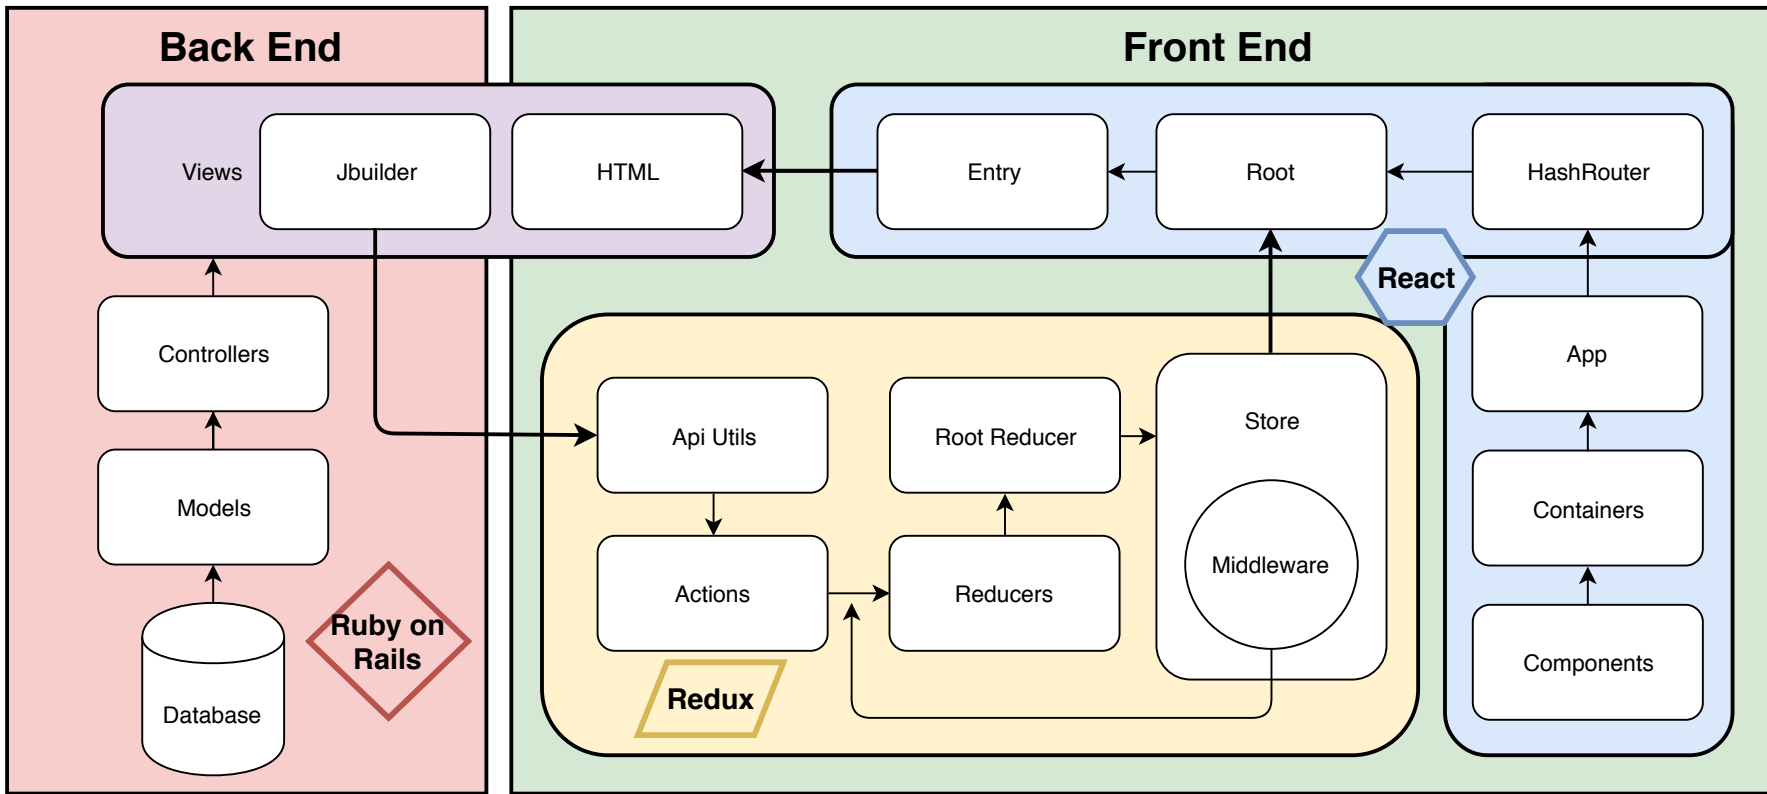 Back End
Front End
Views
Jbuilder
HTML
Entry
Root
HashRouter
React
Controllers
App
Api Utils
Root Reducer
Store
Models
Containers
Actions
Reducers
Middleware
Ruby on
Rails
Components
Redux
Database